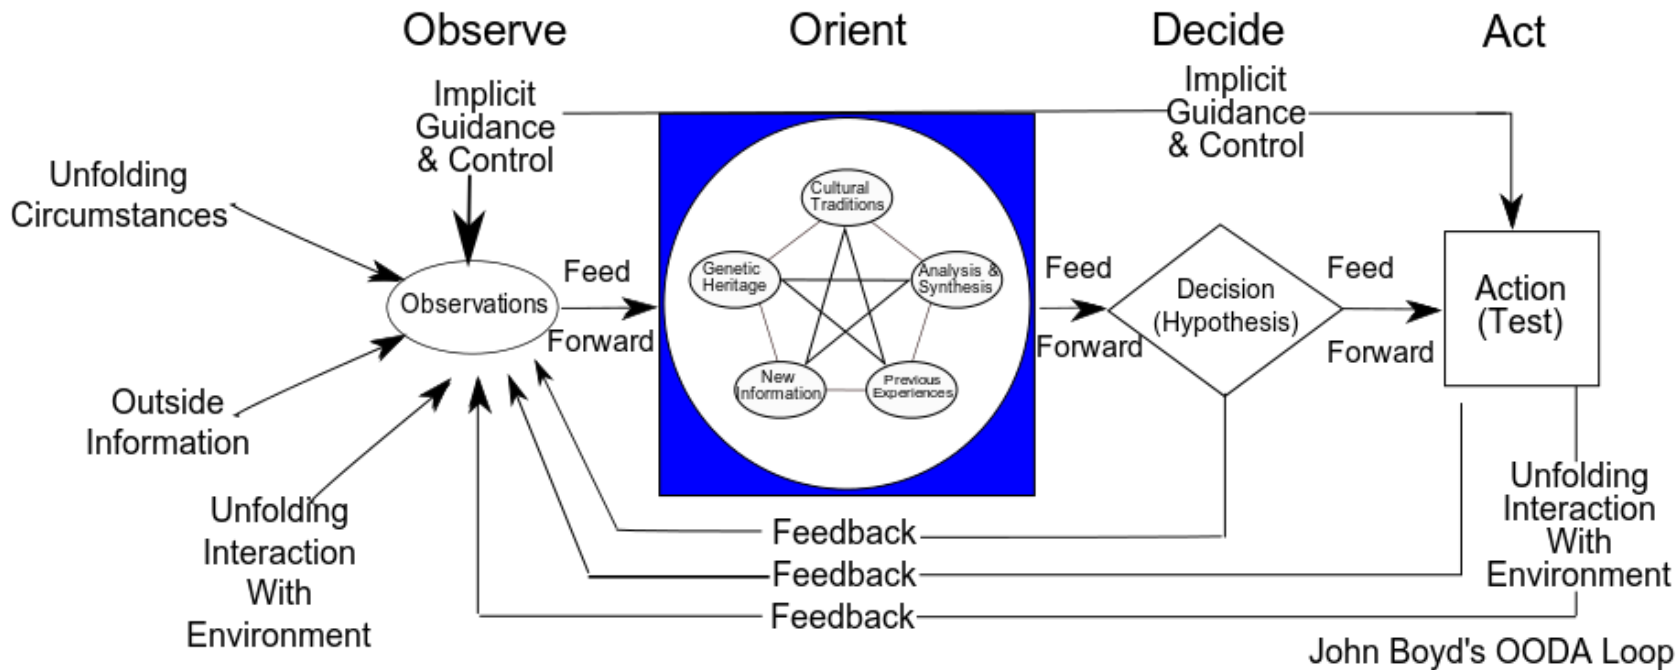 Observe
Orient
Decide
Act
Implicit
Guidance
& Control
Implicit
Guidance
& Control
Unfolding
Circumstances
Observations
Feed
Forward
Cultural
Traditions
Genetic
Heritage
Analysis &
Synthesis
New
Information
Previous
Experiences
Feed
Forward
Decision
(Hypothesis)
Feed
Forward
Action
(Test)
Outside
Information
Unfolding
Interaction
With
Environment
Feedback
Feedback
Feedback
Unfolding
Interaction
With
Environment
John Boyd's OODA Loop